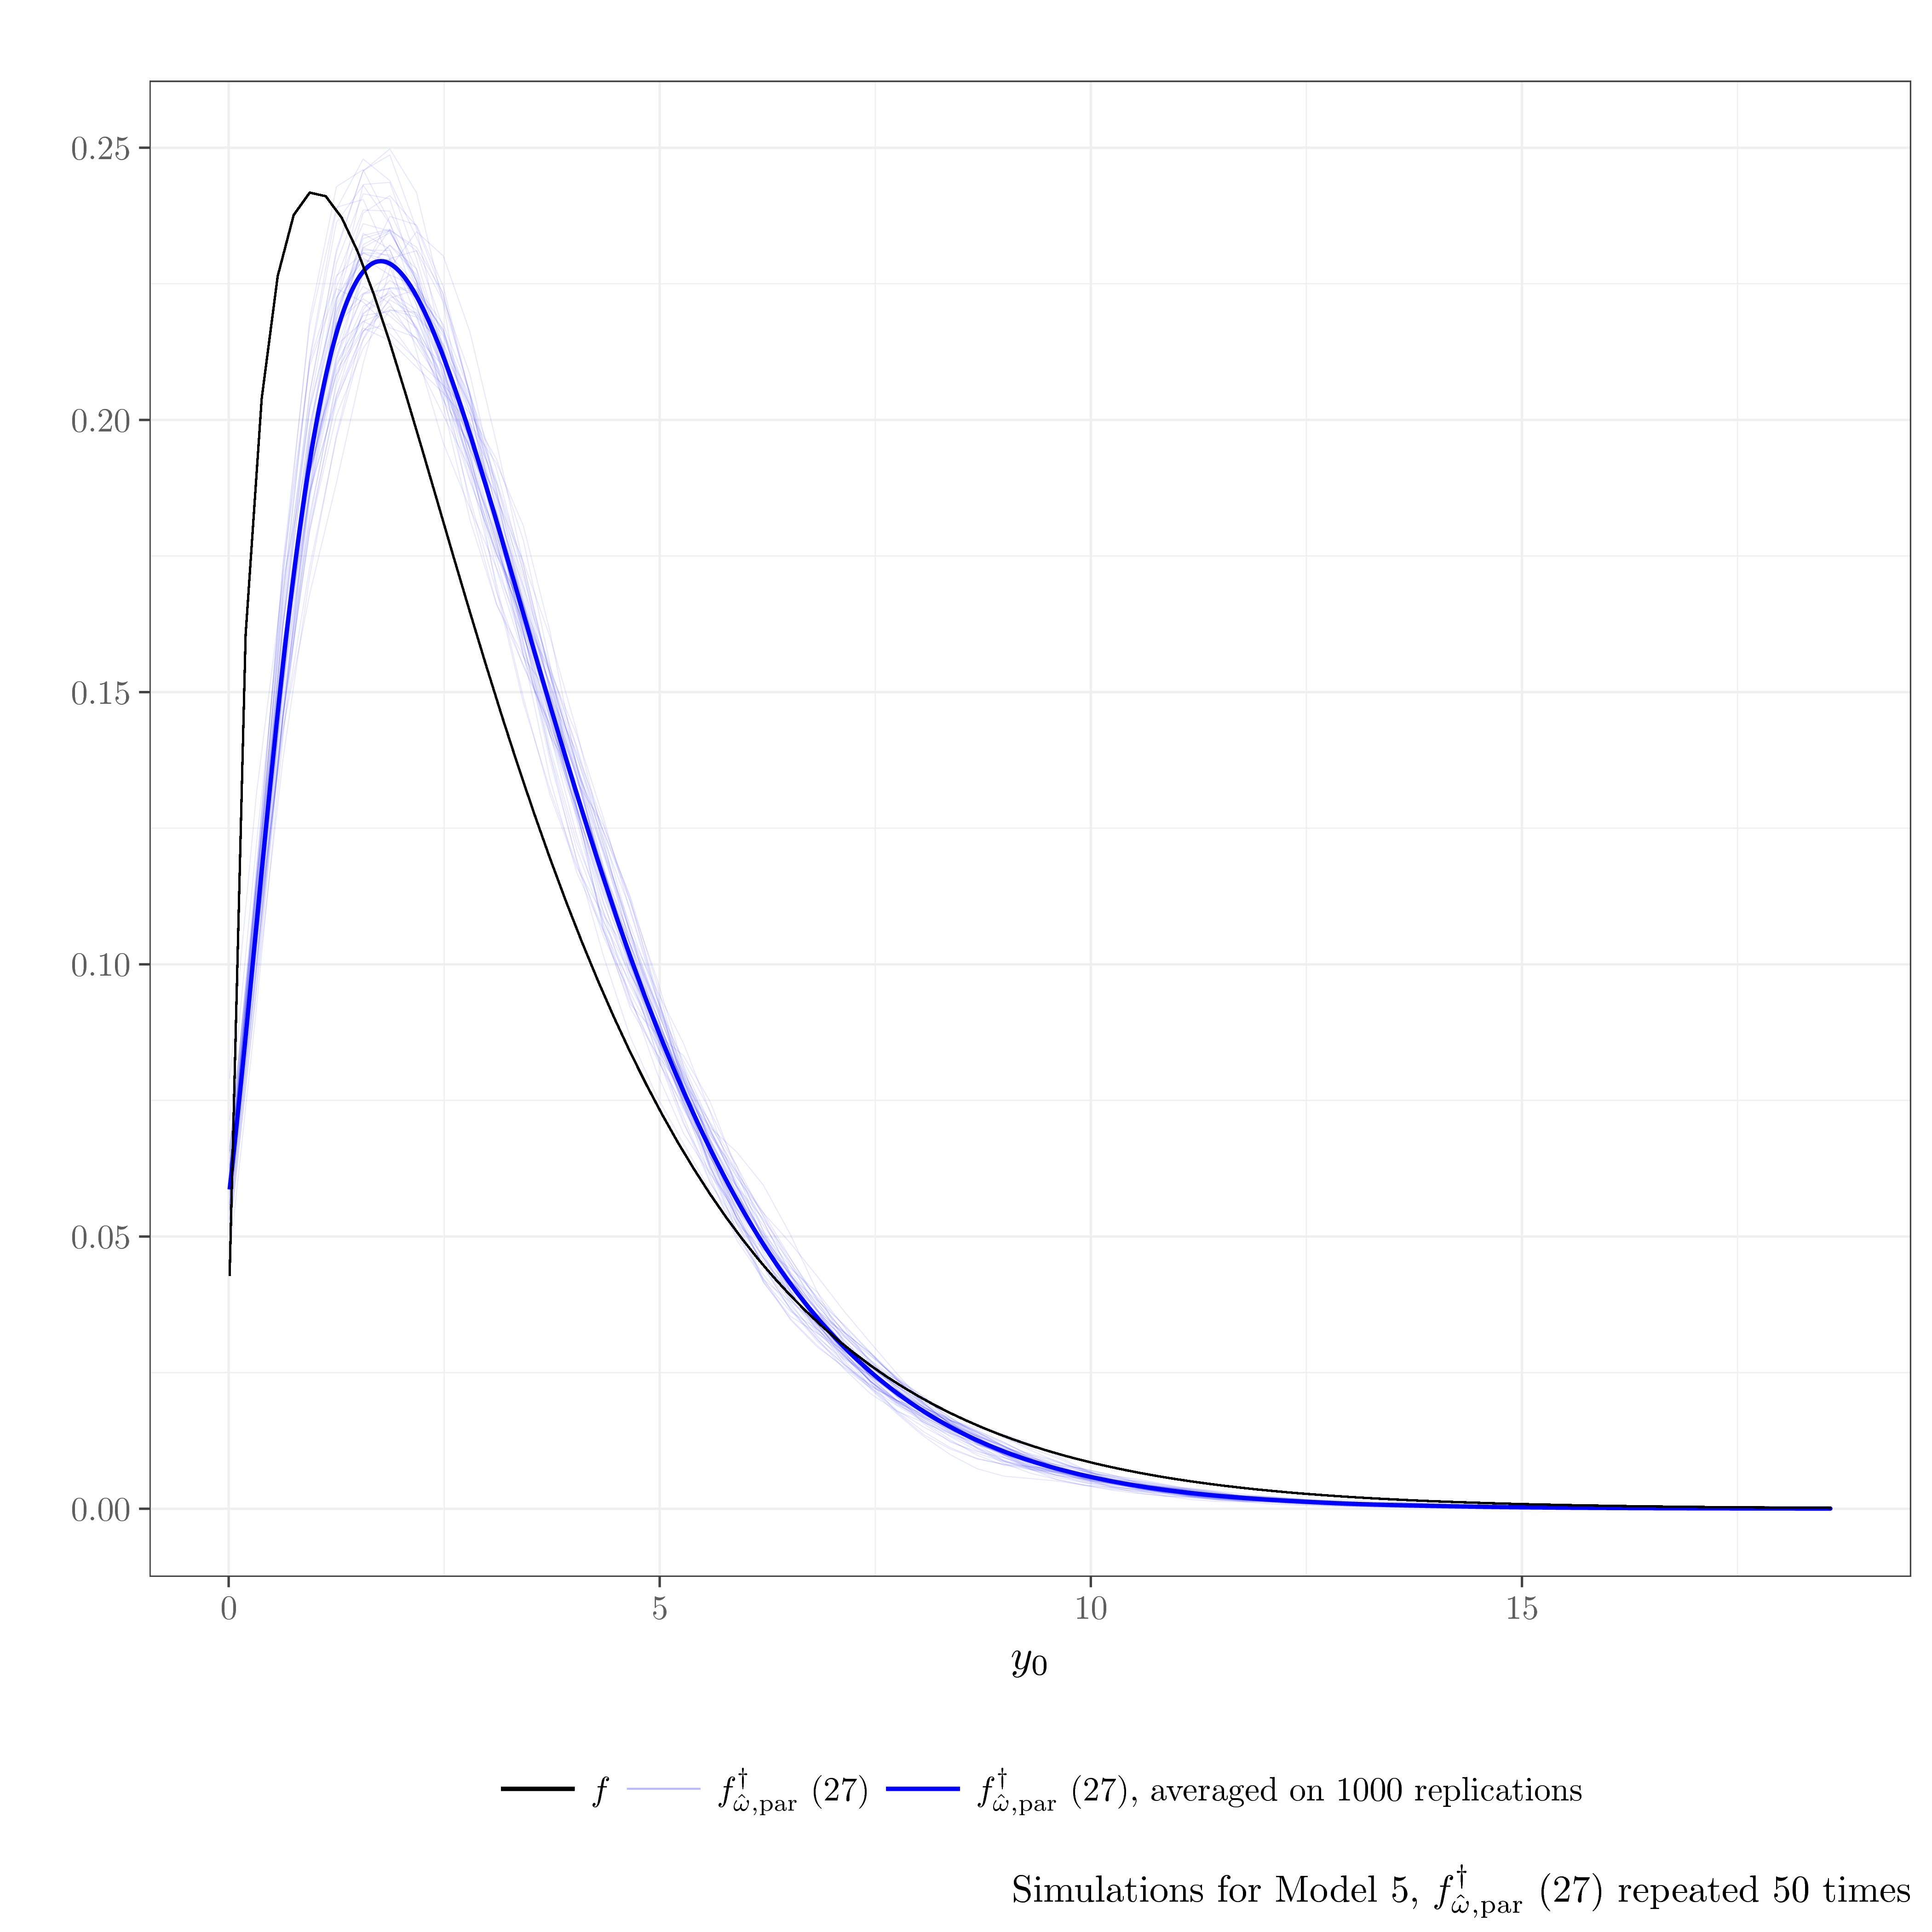 0.25
0.20
0.15
0.10
0.05
0.00
0 5 10 15
y₀
f f†ω̂,par (27) f†ω̂,par (27), averaged on 1000 replications
Simulations for Model 5, f†ω̂,par (27) repeated 50 times